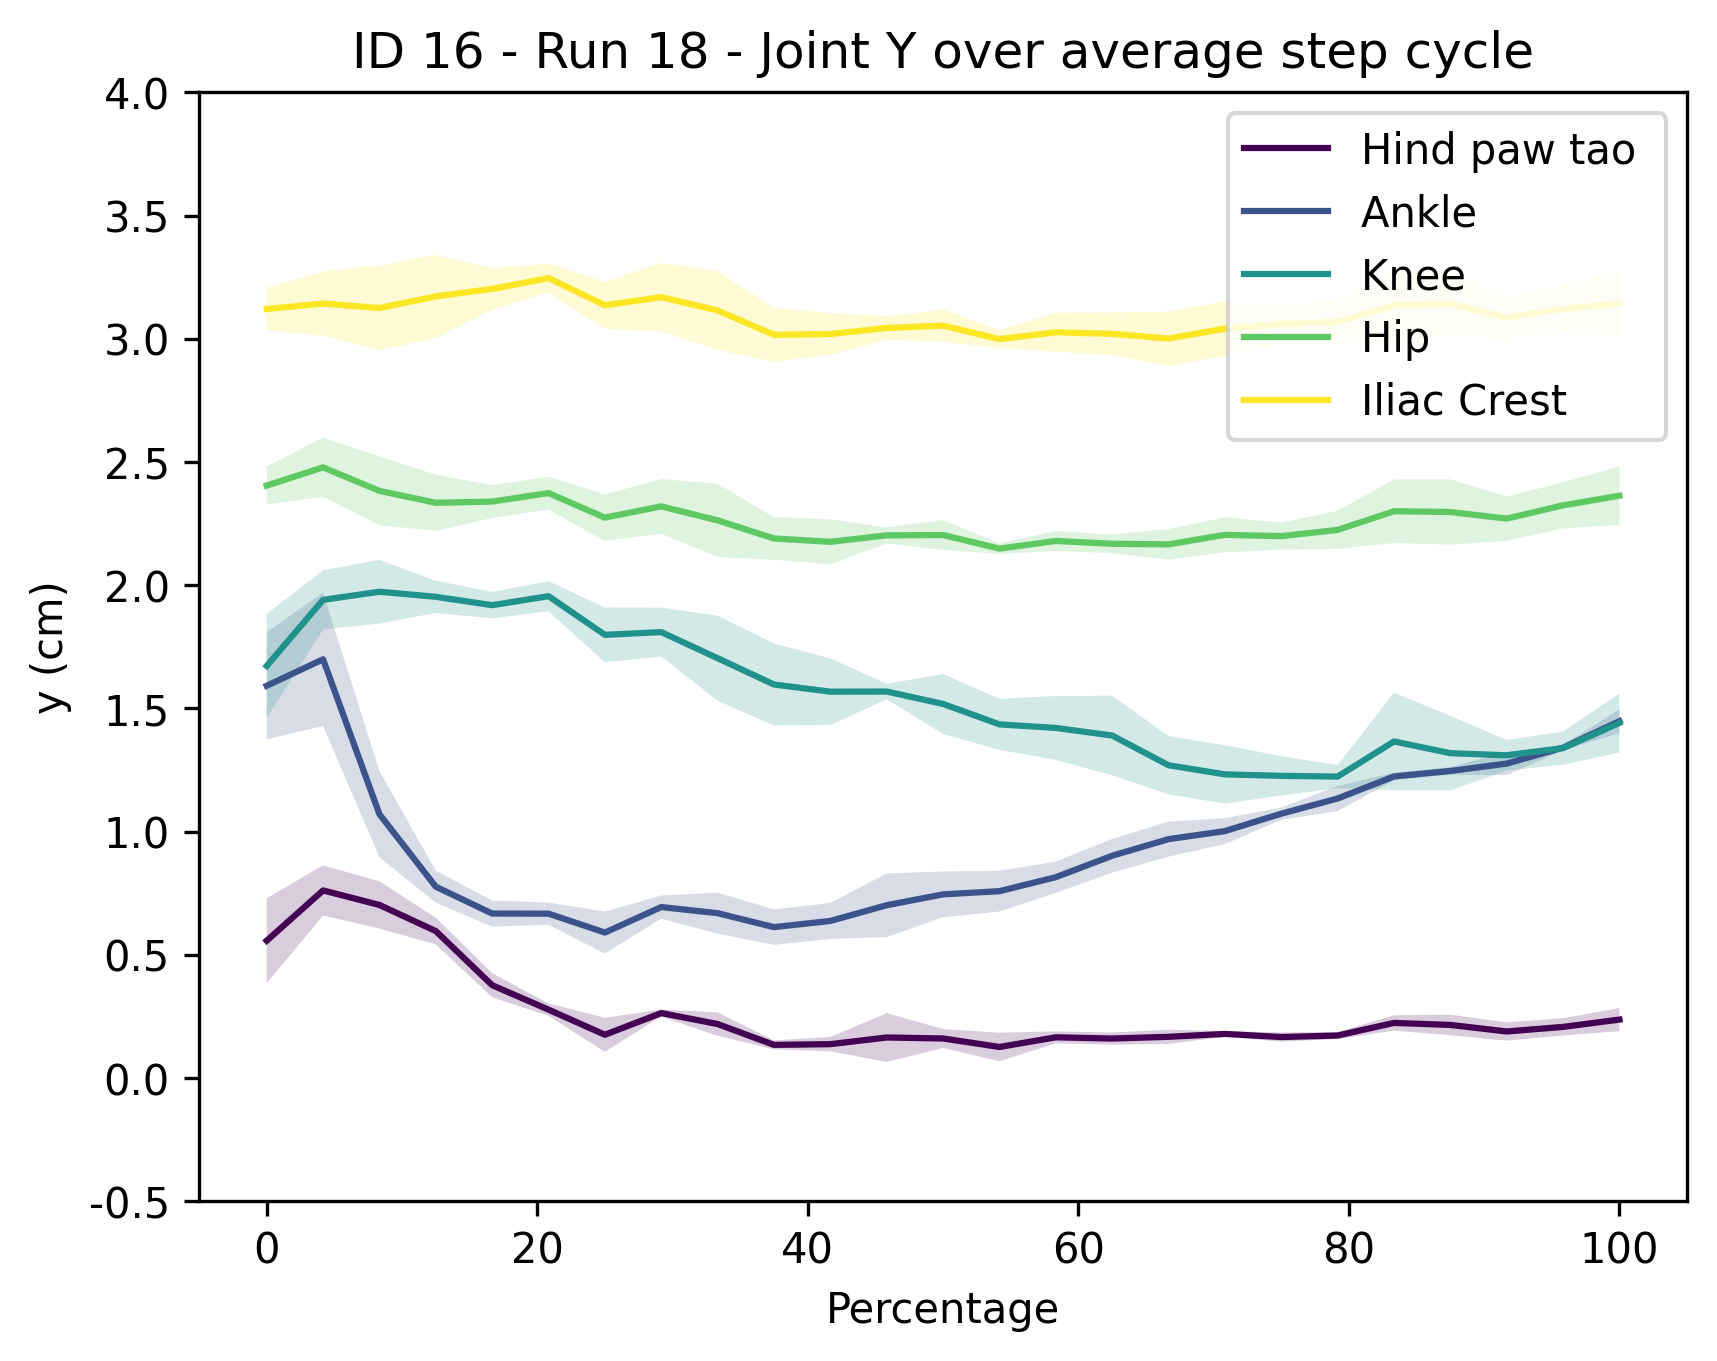 ID 16 - Run 18 - Joint Y over average step cycle
4.0
3.5
3.0
2.5
2.0
1.5
1.0
0.5
0.0
-0.5
y (cm)
Hind paw tao
Ankle
Knee
Hip
Iliac Crest
0 20 40 60 80 100
Percentage